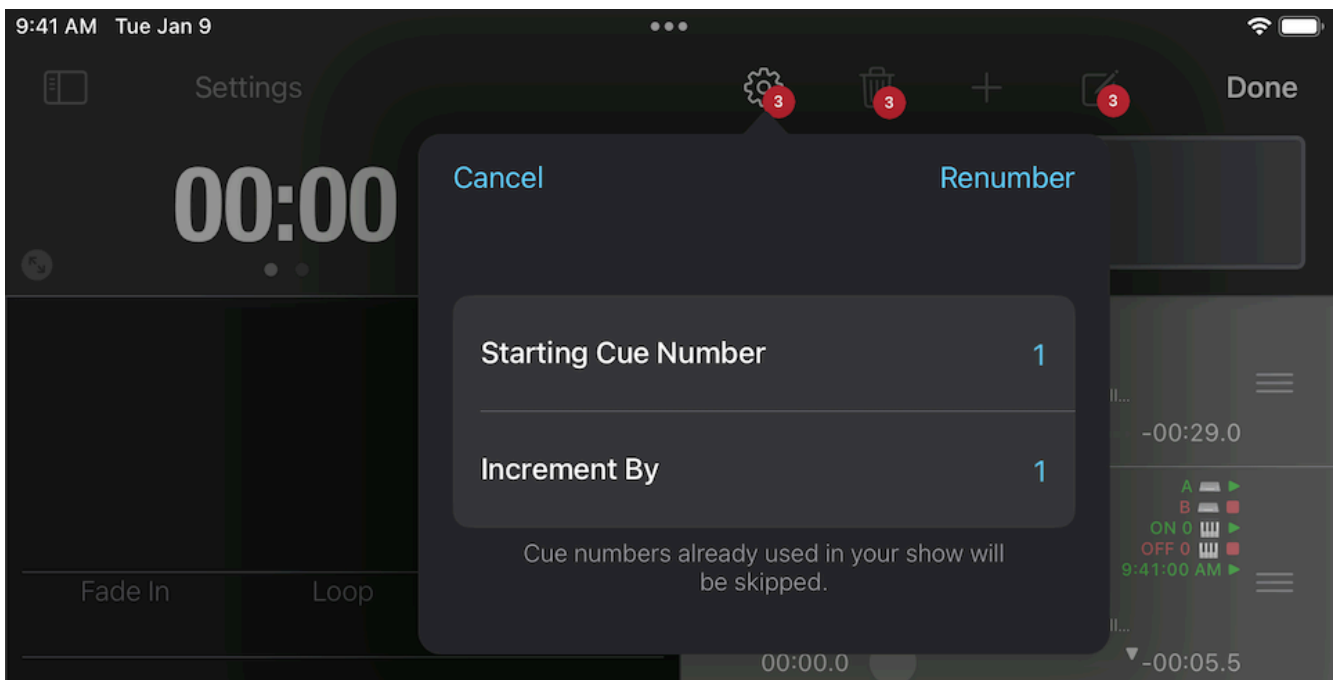 9:41 AM Tue Jan 9
Settings
3
3
3
Done
00:00
Cancel
Renumber
Starting Cue Number 1
Increment By 1
Cue numbers already used in your show will
be skipped.
ll...
-00:29.0
A
B
ON 0
OFF 0
9:41:00 AM
Fade In
Loop
ll...
00:00.0
-00:05.5